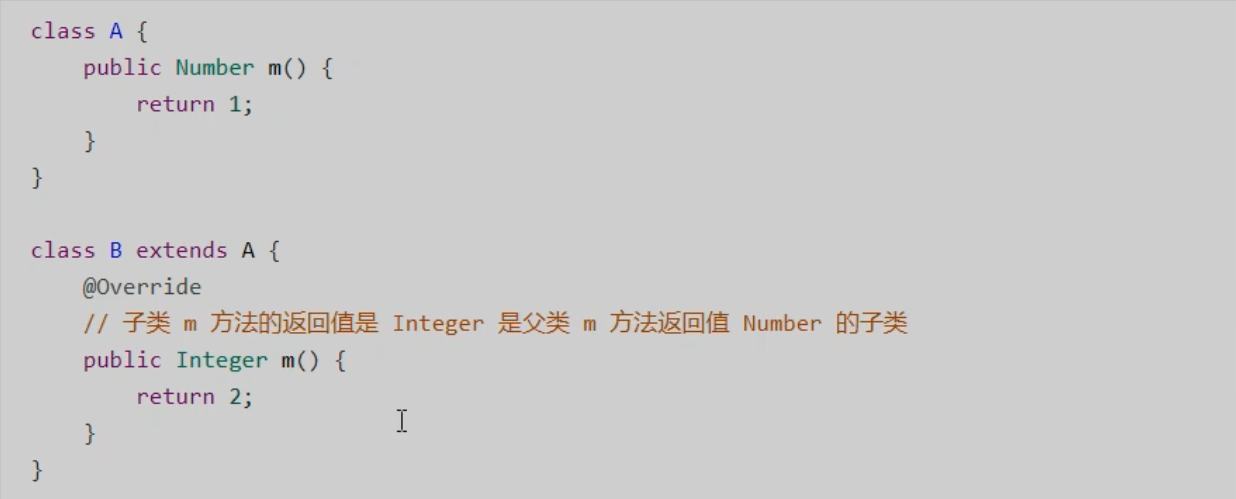 class A {
    public Number m() {
        return 1;
    }
}

class B extends A {
    @Override
    // 子类 m 方法的返回值是 Integer 是父类 m 方法返回值 Number 的子类
    public Integer m() {
        return 2;
    }
}